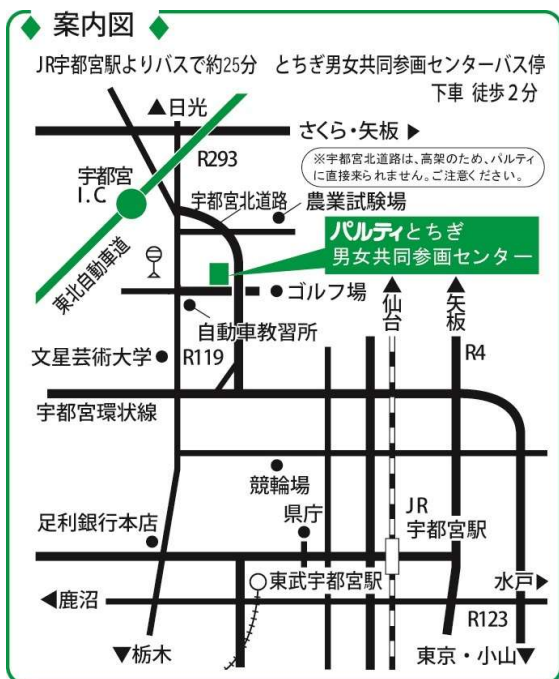 案内図
JR宇都宮駅よりバスで約25分　とちぎ男女共同参画センターバス停
下車 徒歩2分
▲日光
さくら・矢板 ▶
R293
※宇都宮北道路は、高架のため、パルティ
に直接来られません。ご注意ください。
宇都宮
I.C
宇都宮北道路
農業試験場
パルティとちぎ
男女共同参画センター
東北自動車道
ゴルフ場
▲仙台
▲矢板
自動車教習所
文星芸術大学
R119
R4
宇都宮環状線
競輪場
県庁
JR
宇都宮駅
足利銀行本店
東武宇都宮駅
水戸▶
◀鹿沼
R123
▼栃木
東京・小山▼